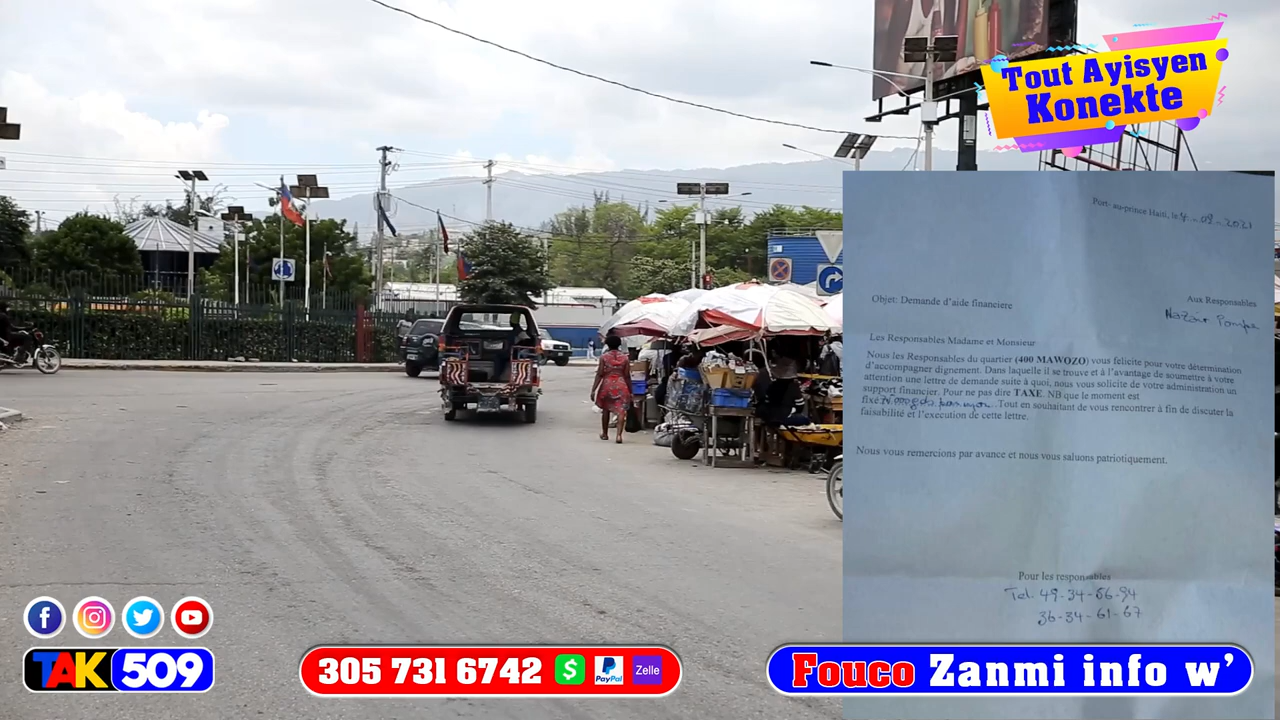 Tout Ayisyen
Konekte
Port- au-prince Haiti, le
09-2021
Objet: Demande d'aide financiere
Aux Responsables
Les Responsables Madame et Monsieur
Nous les Responsables du quartier (400 MAWOZO) vous felicite pour votre détermination
d'accompagner dignement. Dans laquelle il se trouve et à l'avantage de soumettre à votre
attention une lettre de demande suite à quoi, nous vous solicite de votre administration un
support financier. Pour ne pas dire TAXE. NB que le moment est
fixé Tout en souhaitant de vous rencontrer à fin de discuter la
faisabilité et l'execution de cette lettre.
Nous vous remercions par avance et nous vous saluons patriotiquement.
Pour les responsables
Tel. 49-34-66-94
36-34-61-67
TAK 509
305 731 6742 $ PayPal Zelle
Fouco Zanmi info w'